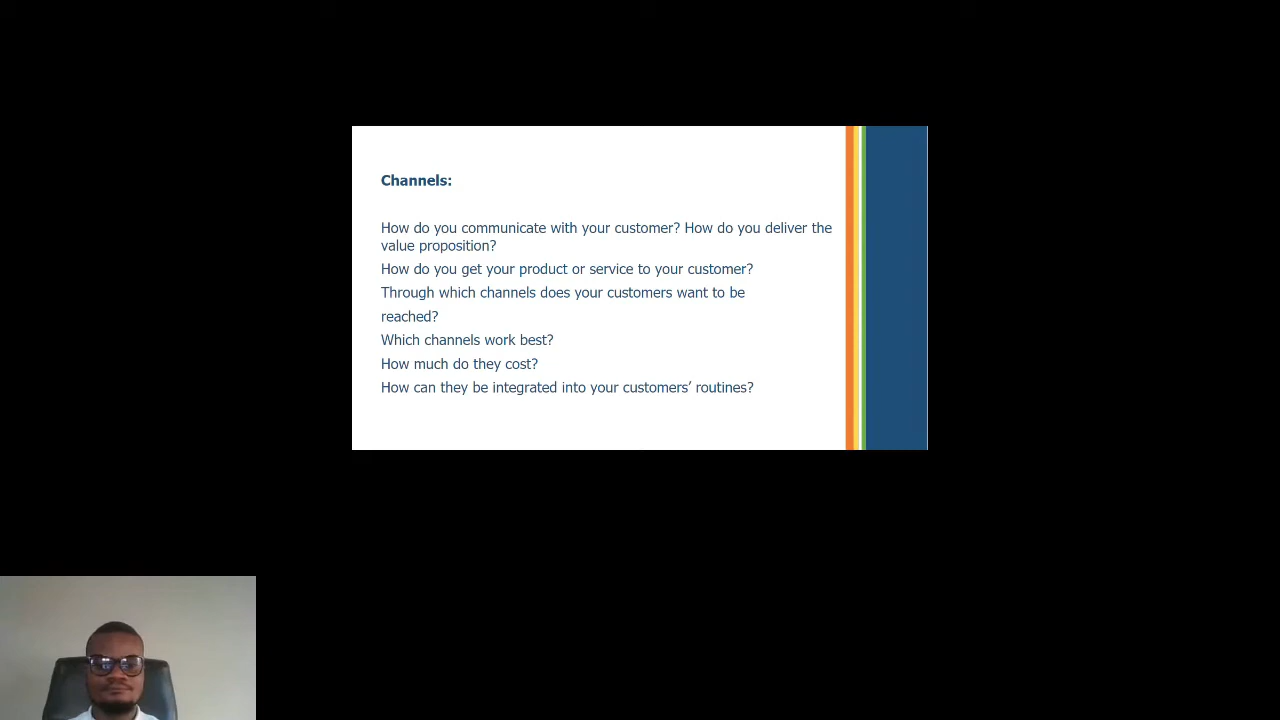 Channels:
How do you communicate with your customer? How do you deliver the
value proposition?
How do you get your product or service to your customer?
Through which channels does your customers want to be
reached?
Which channels work best?
How much do they cost?
How can they be integrated into your customers’ routines?